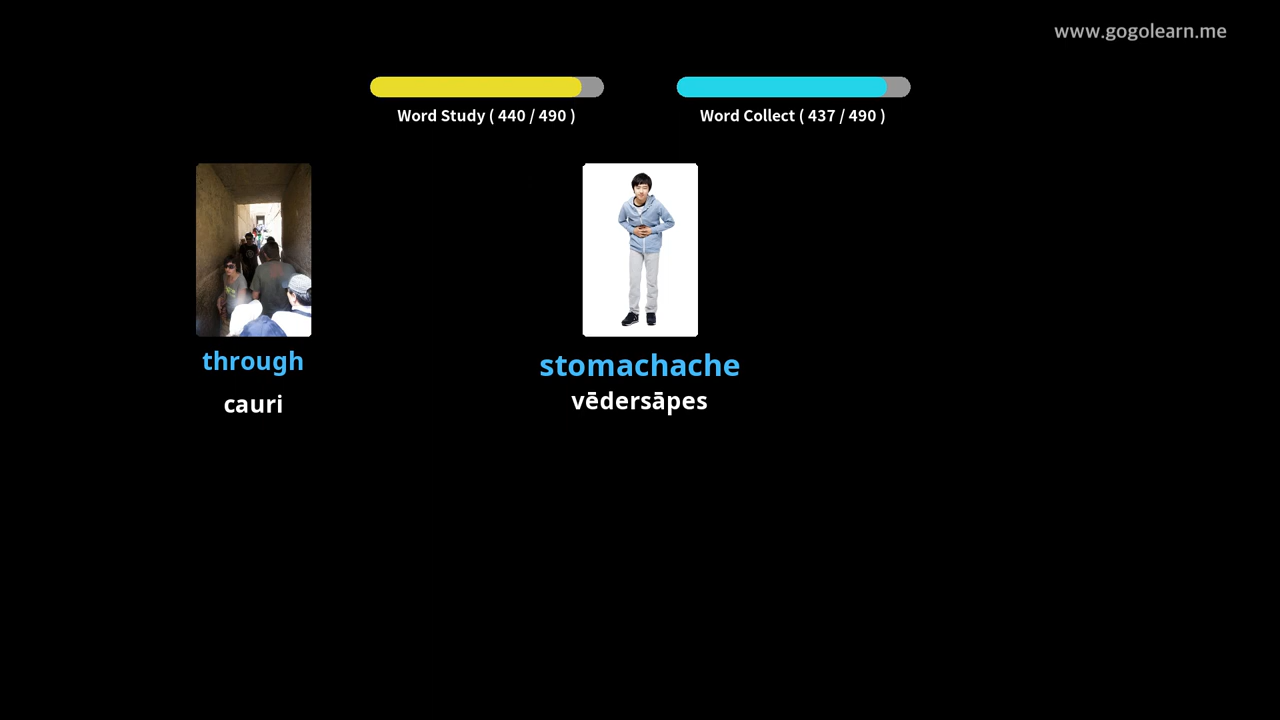 www.gogolearn.me
Word Study ( 440 / 490 )
Word Collect ( 437 / 490 )
through
cauri
stomachache
vēdersāpes